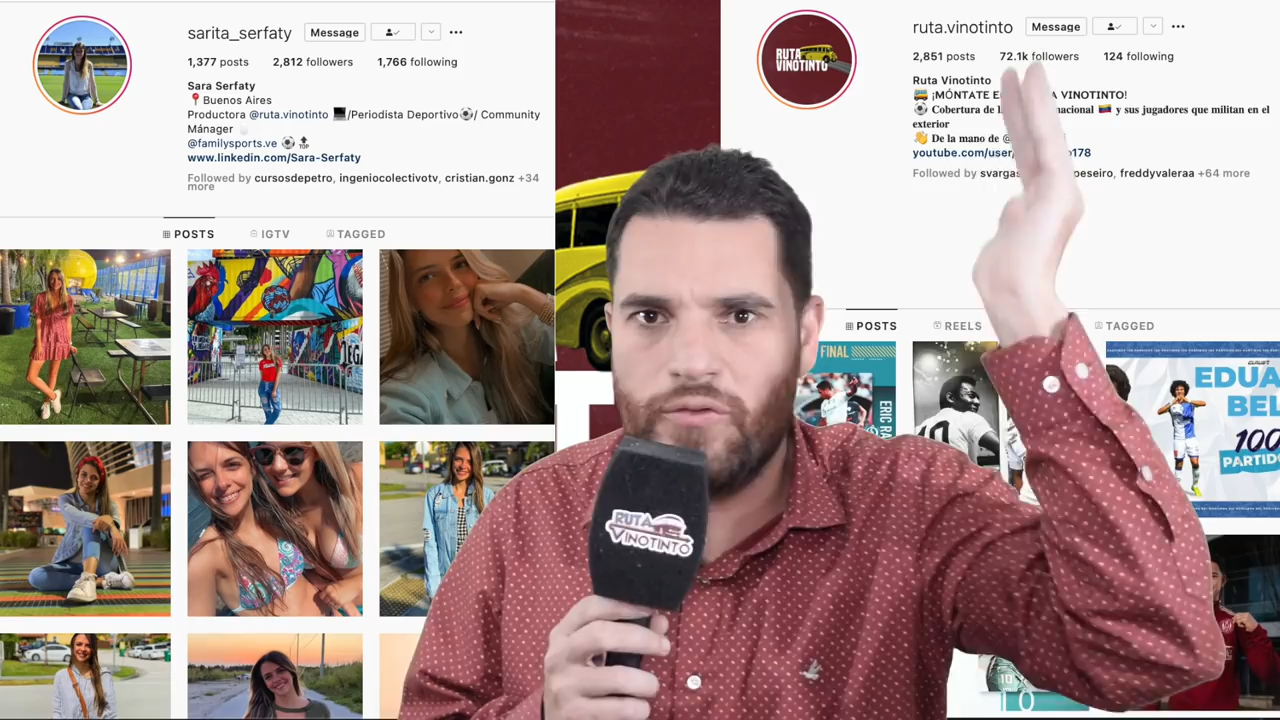 sarita_serfaty Message
1,377 posts 2,812 followers 1,766 following
Sara Serfaty
Buenos Aires
Productora @ruta.vinotinto /Periodista Deportivo / Community
Mánager
@familysports.ve TOP
www.linkedin.com/Sara-Serfaty
Followed by cursosdepetro, ingeniocolectivotv, cristian.gonz +34
more
POSTS IGTV TAGGED
RUTA
VINOTINTO
ruta.vinotinto Message
2,851 posts 72.1k followers 124 following
Ruta Vinotinto
¡MÓNTATE VINOTINTO!
Cobertura de y sus jugadores que militan en el
exterior
De la mano de
youtube.com/user
Followed by freddyvaleraa +64 more
POSTS REELS TAGGED
FINAL
ERIC
10
EDUA
BEL
100
PARTIDO
RUTA
VINOTINTO
10